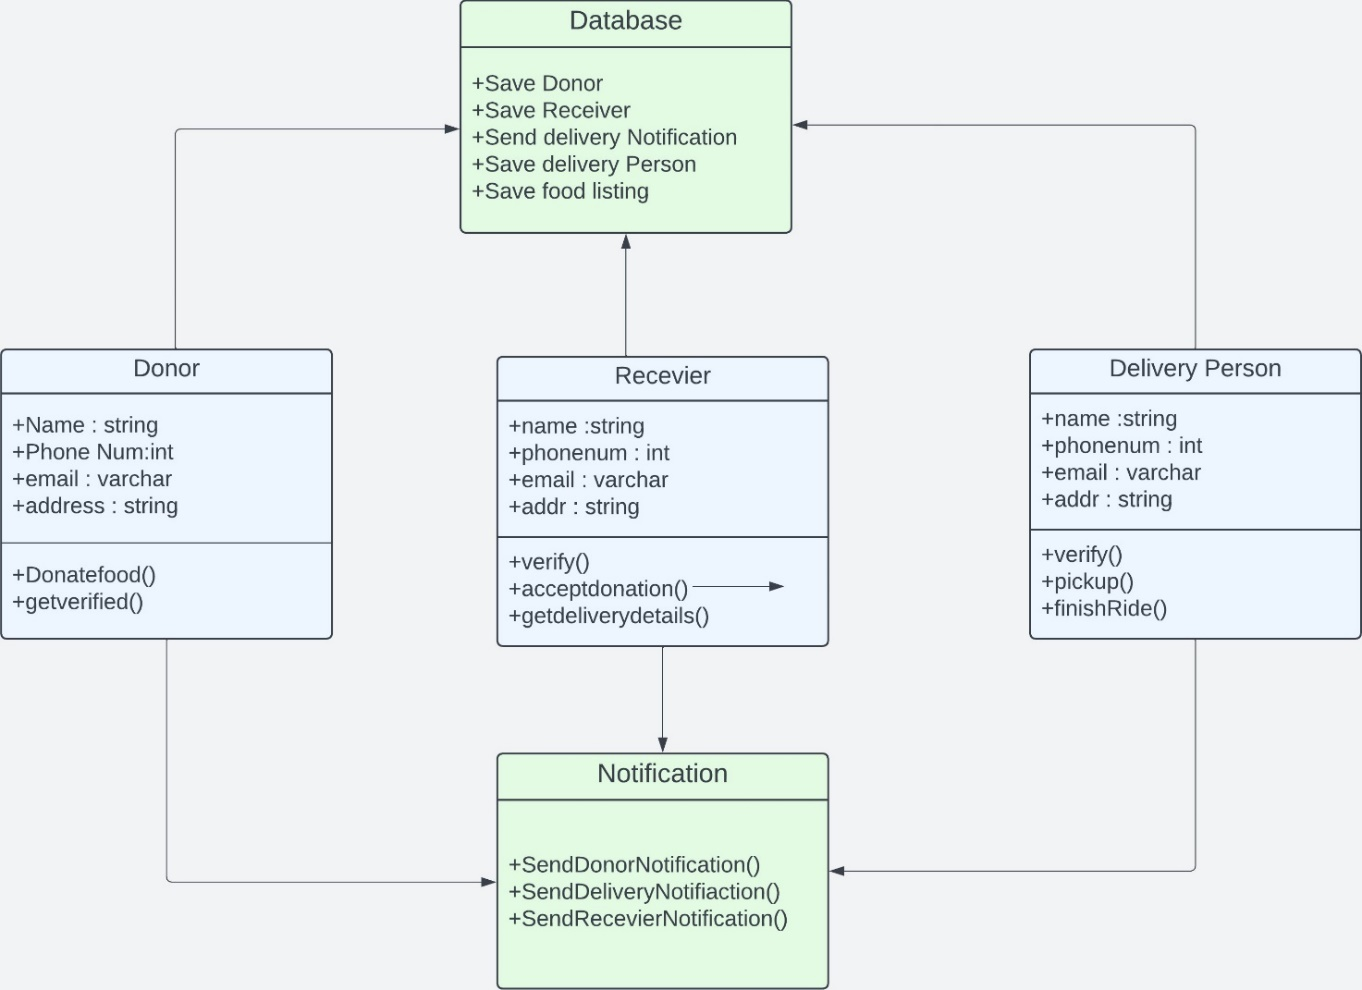 Database
+Save Donor
+Save Receiver
+Send delivery Notification
+Save delivery Person
+Save food listing
Donor
+Name : string
+Phone Num:int
+email : varchar
+address : string
+Donatefood()
+getverified()
Recevier
+name :string
+phonenum : int
+email : varchar
+addr : string
+verify()
+acceptdonation()
+getdeliverydetails()
Delivery Person
+name :string
+phonenum : int
+email : varchar
+addr : string
+verify()
+pickup()
+finishRide()
Notification
+SendDonorNotification()
+SendDeliveryNotifiaction()
+SendRecevierNotification()